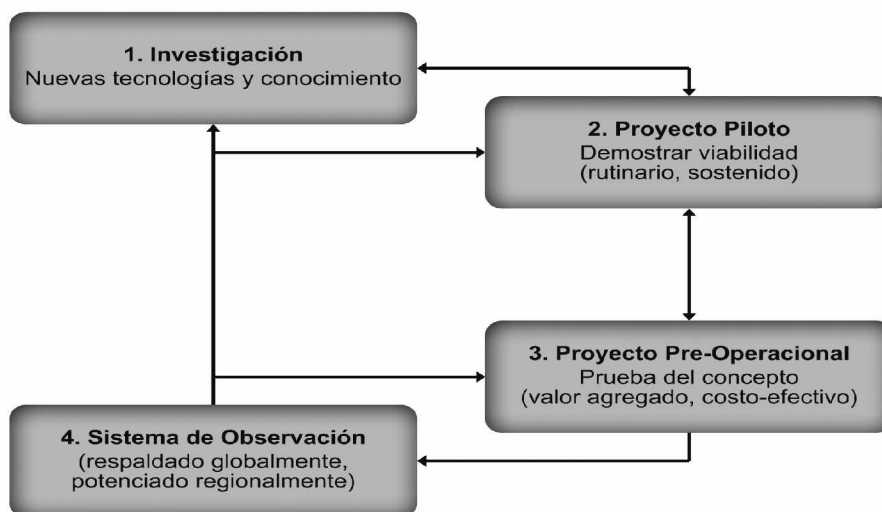 1. Investigación
Nuevas tecnologías y conocimiento
2. Proyecto Piloto
Demostrar viabilidad
(rutinario, sostenido)
3. Proyecto Pre-Operacional
Prueba del concepto
(valor agregado, costo-efectivo)
4. Sistema de Observación
(respaldado globalmente,
potenciado regionalmente)